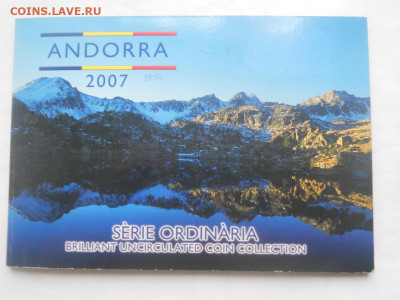 COINS.LAVE.RU
ANDORRA
2007
SÈRIE ORDINÀRIA
BRILLIANT UNCIRCULATED COIN COLLECTION